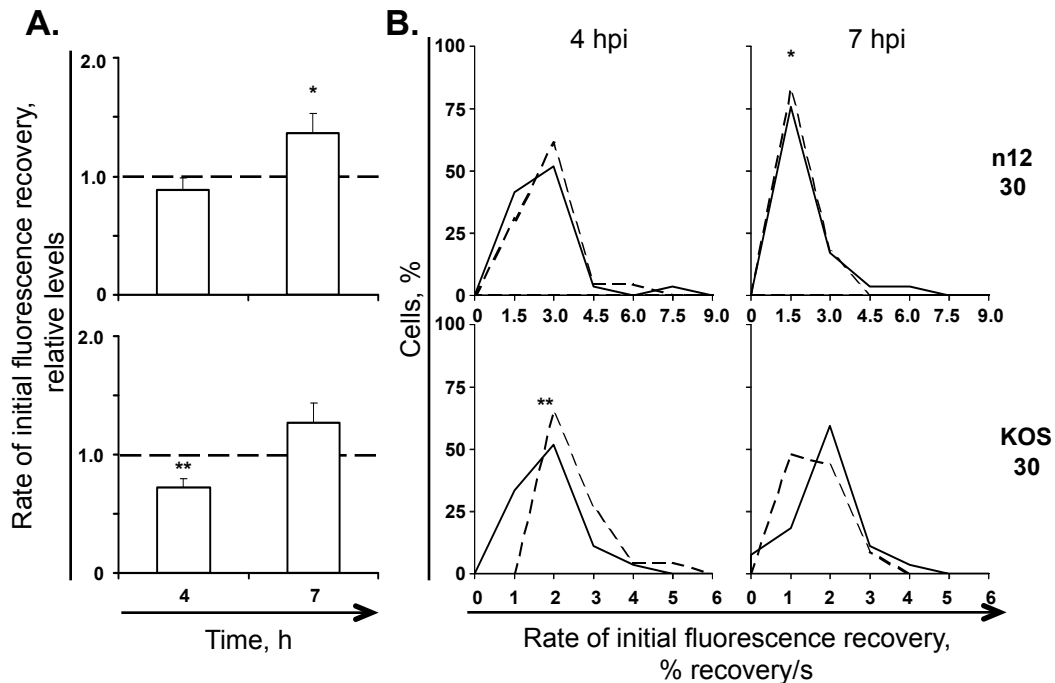 A.
Rate of initial fluorescence recovery,
relative levels
2.0
1.0
0
*
2.0
1.0
0
**
4 7
Time, h
B.
4 hpi 7 hpi
Cells, %
100
75
50
25
0
0 1.5 3.0 4.5 6.0 7.5 9.0
*
0 1.5 3.0 4.5 6.0 7.5 9.0
n12
30
100
75
50
25
0
**
0 1 2 3 4 5 6
0 1 2 3 4 5 6
KOS
30
Rate of initial fluorescence recovery,
% recovery/s